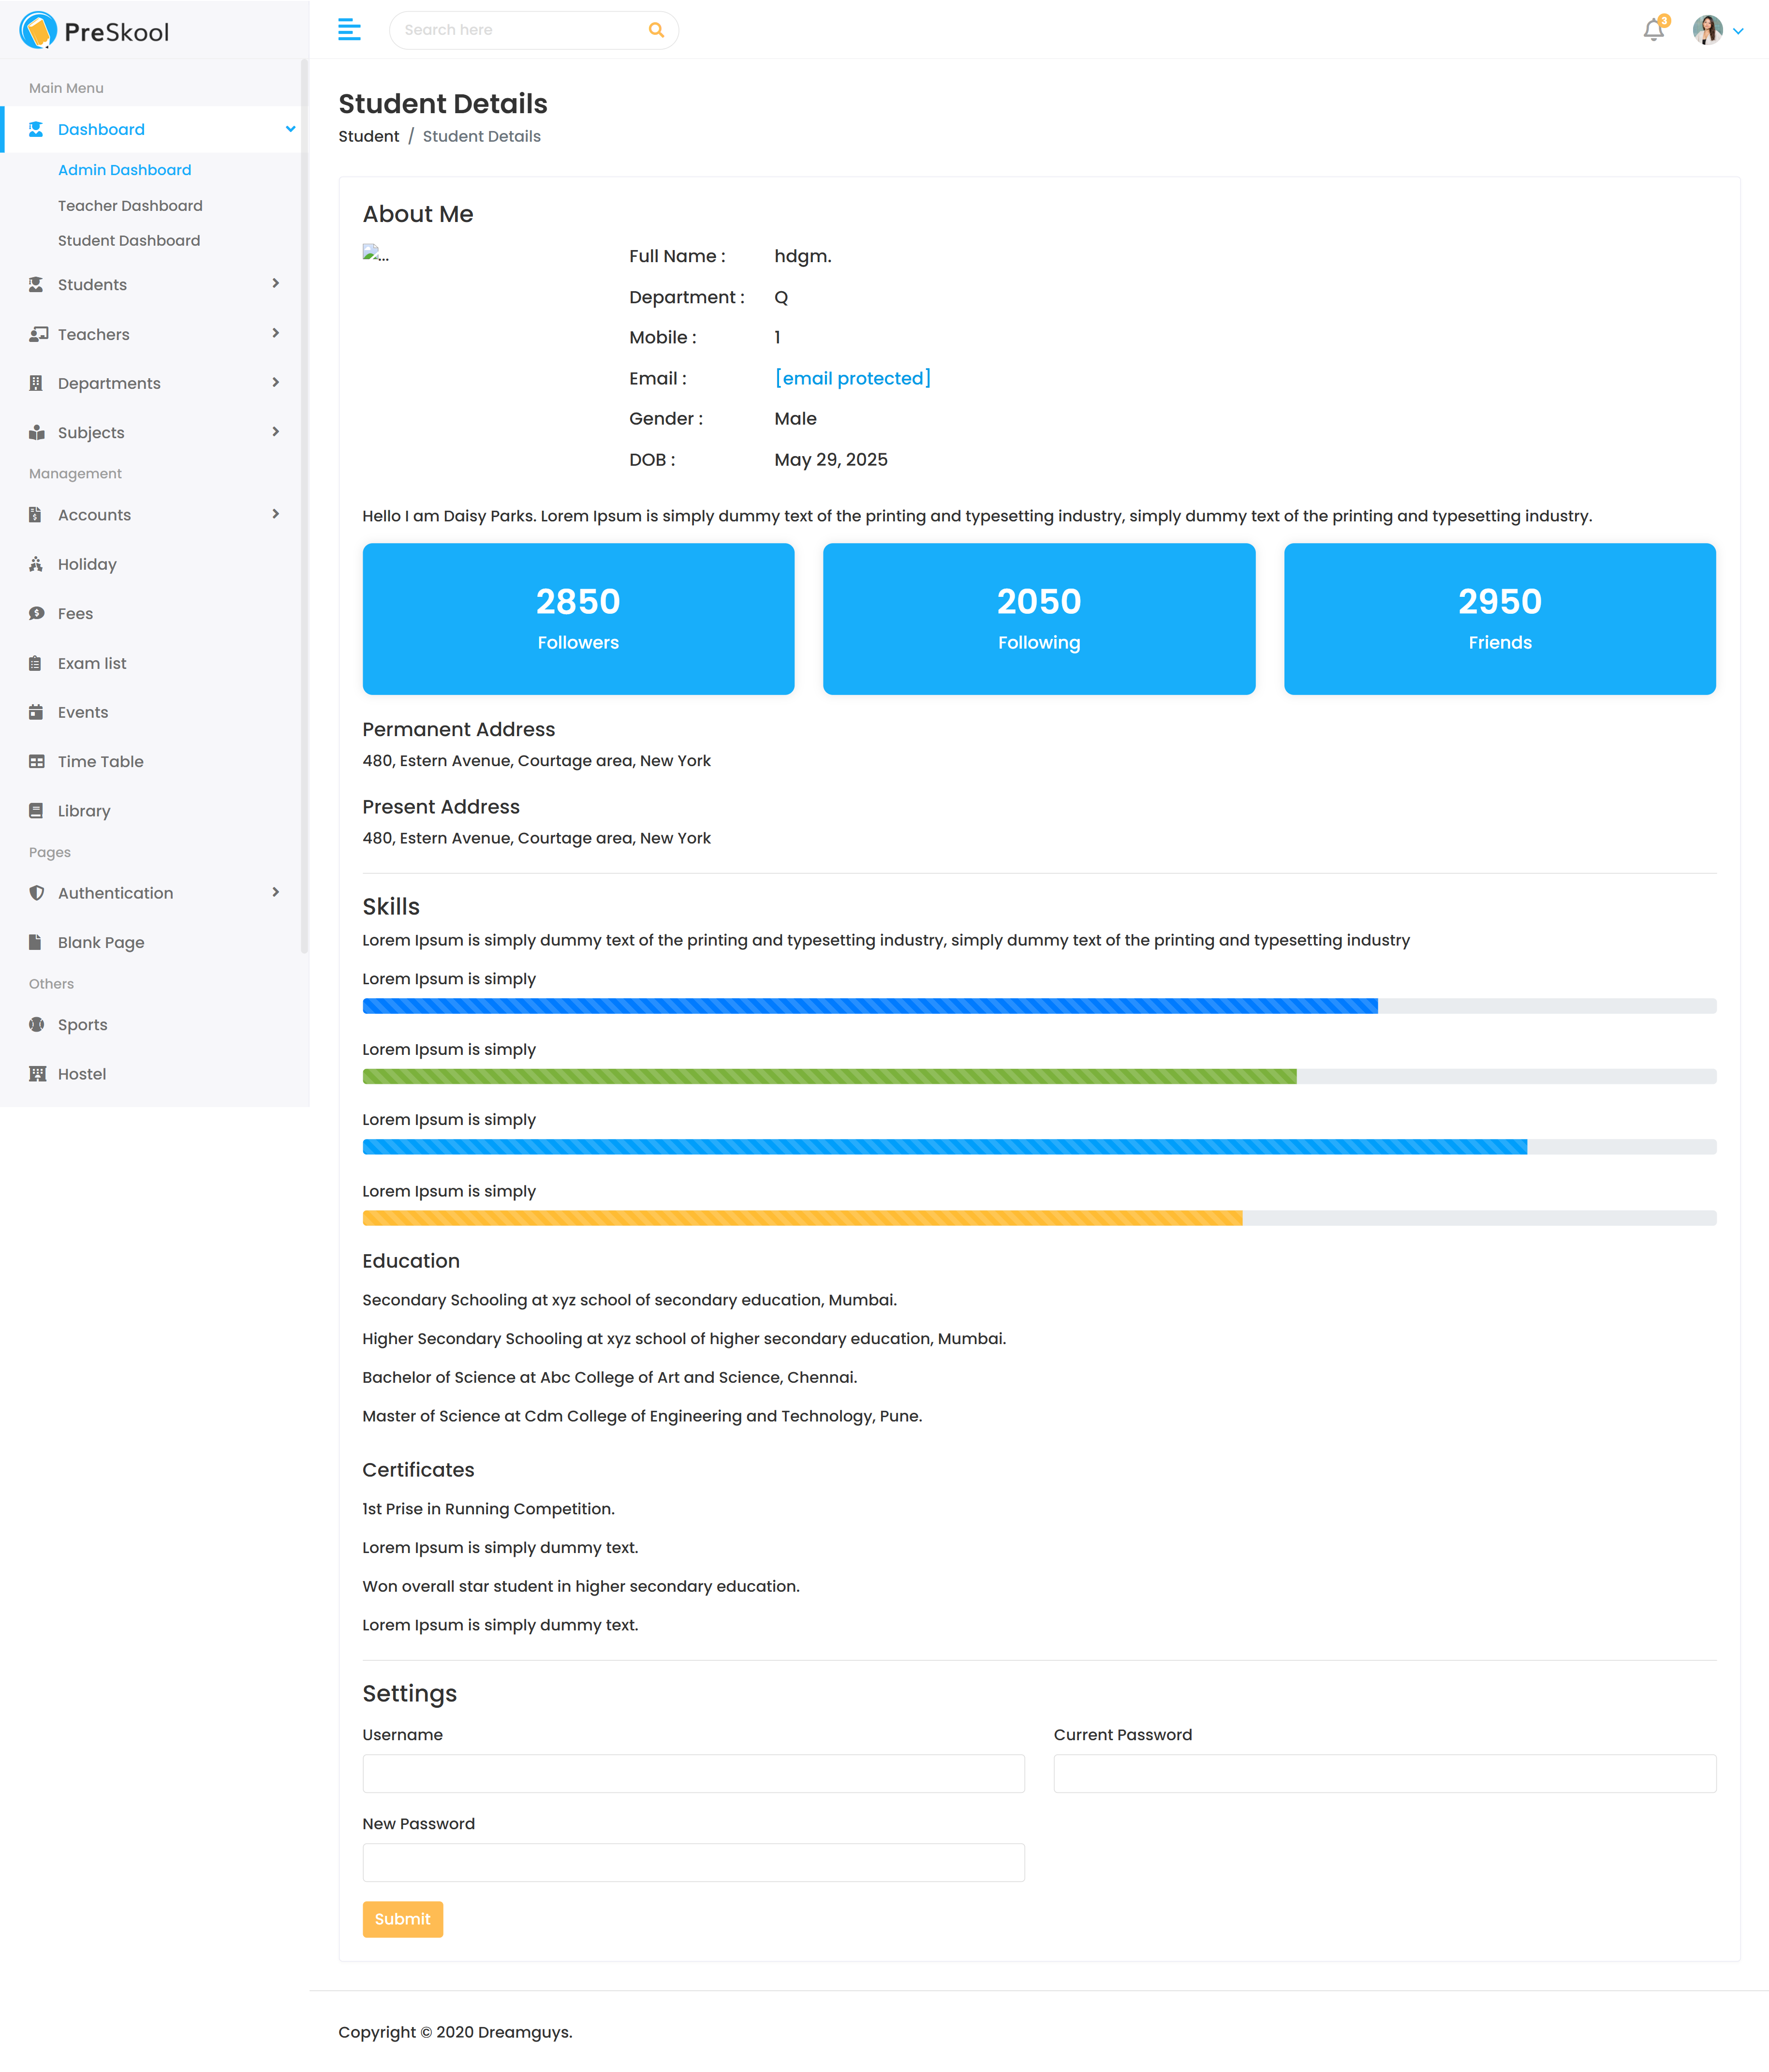 PreSkool
Search here
3
Main Menu
Dashboard
Admin Dashboard
Teacher Dashboard
Student Dashboard
Students
Teachers
Departments
Subjects
Management
Accounts
Holiday
Fees
Exam list
Events
Time Table
Library
Pages
Authentication
Blank Page
Others
Sports
Hostel
Student Details
Student / Student Details
About Me
...
Full Name : hdgm.
Department : Q
Mobile : 1
Email : [email protected]
Gender : Male
DOB : May 29, 2025
Hello I am Daisy Parks. Lorem Ipsum is simply dummy text of the printing and typesetting industry, simply dummy text of the printing and typesetting industry.
2850
Followers
2050
Following
2950
Friends
Permanent Address
480, Estern Avenue, Courtage area, New York
Present Address
480, Estern Avenue, Courtage area, New York
Skills
Lorem Ipsum is simply dummy text of the printing and typesetting industry, simply dummy text of the printing and typesetting industry
Lorem Ipsum is simply
Lorem Ipsum is simply
Lorem Ipsum is simply
Lorem Ipsum is simply
Education
Secondary Schooling at xyz school of secondary education, Mumbai.
Higher Secondary Schooling at xyz school of higher secondary education, Mumbai.
Bachelor of Science at Abc College of Art and Science, Chennai.
Master of Science at Cdm College of Engineering and Technology, Pune.
Certificates
1st Prise in Running Competition.
Lorem Ipsum is simply dummy text.
Won overall star student in higher secondary education.
Lorem Ipsum is simply dummy text.
Settings
Username
Current Password
New Password
Submit
Copyright © 2020 Dreamguys.